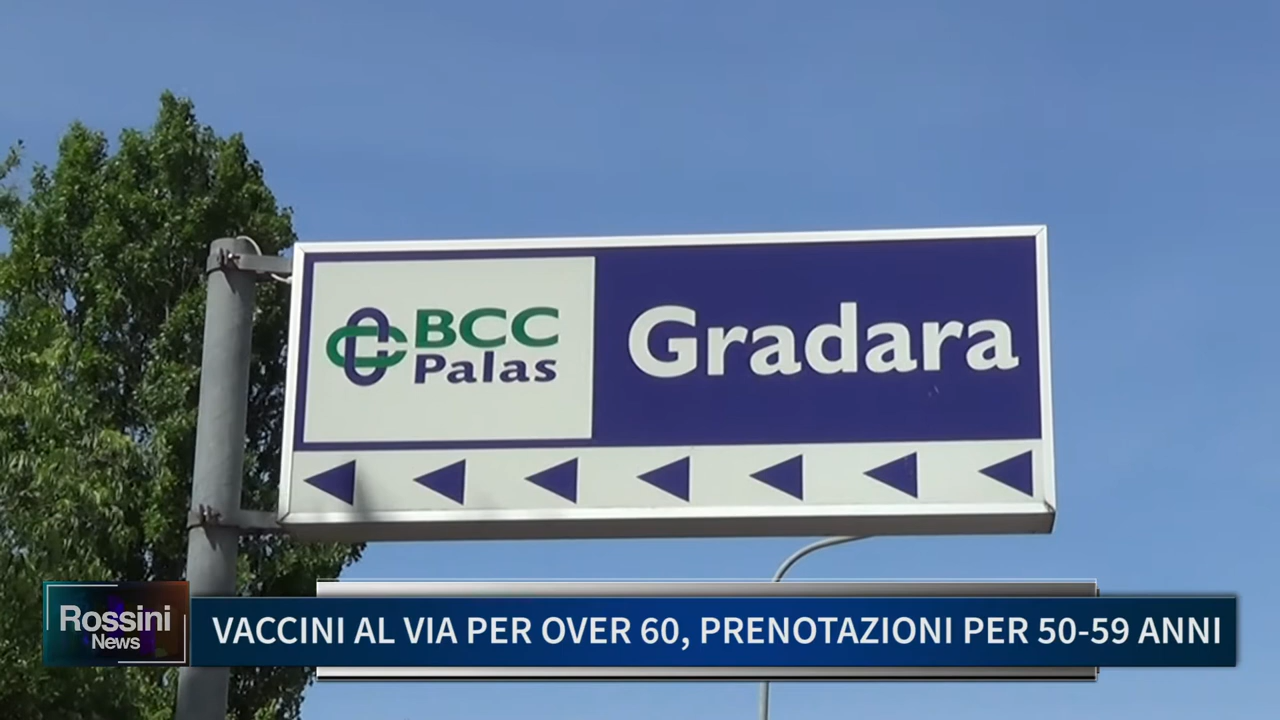 BCC
Palas
Gradara
Rossini
News
VACCINI AL VIA PER OVER 60, PRENOTAZIONI PER 50-59 ANNI